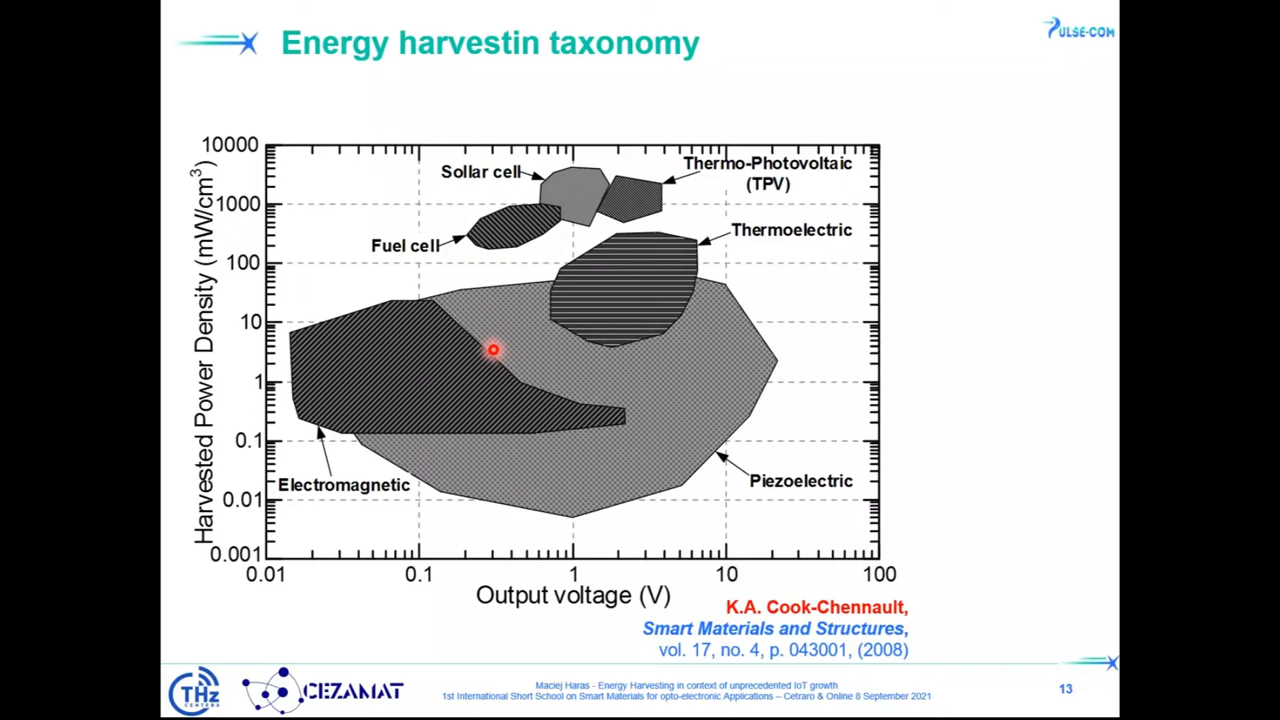 Energy harvestin taxonomy
PULSE-COM
10000
1000
100
10
1
0.1
0.01
0.001
Harvested Power Density (mW/cm³)
Sollar cell
Thermo-Photovoltaic
(TPV)
Fuel cell
Thermoelectric
Electromagnetic
Piezoelectric
0.01
0.1
1
10
100
Output voltage (V)
K.A. Cook-Chennault,
Smart Materials and Structures,
vol. 17, no. 4, p. 043001, (2008)
THz
CENTERA
CEZAMAT
Maciej Haras - Energy Harvesting in context of unprecedented IoT growth
1st International Short School on Smart Materials for opto-electronic Applications – Cetraro & Online 8 September 2021
13